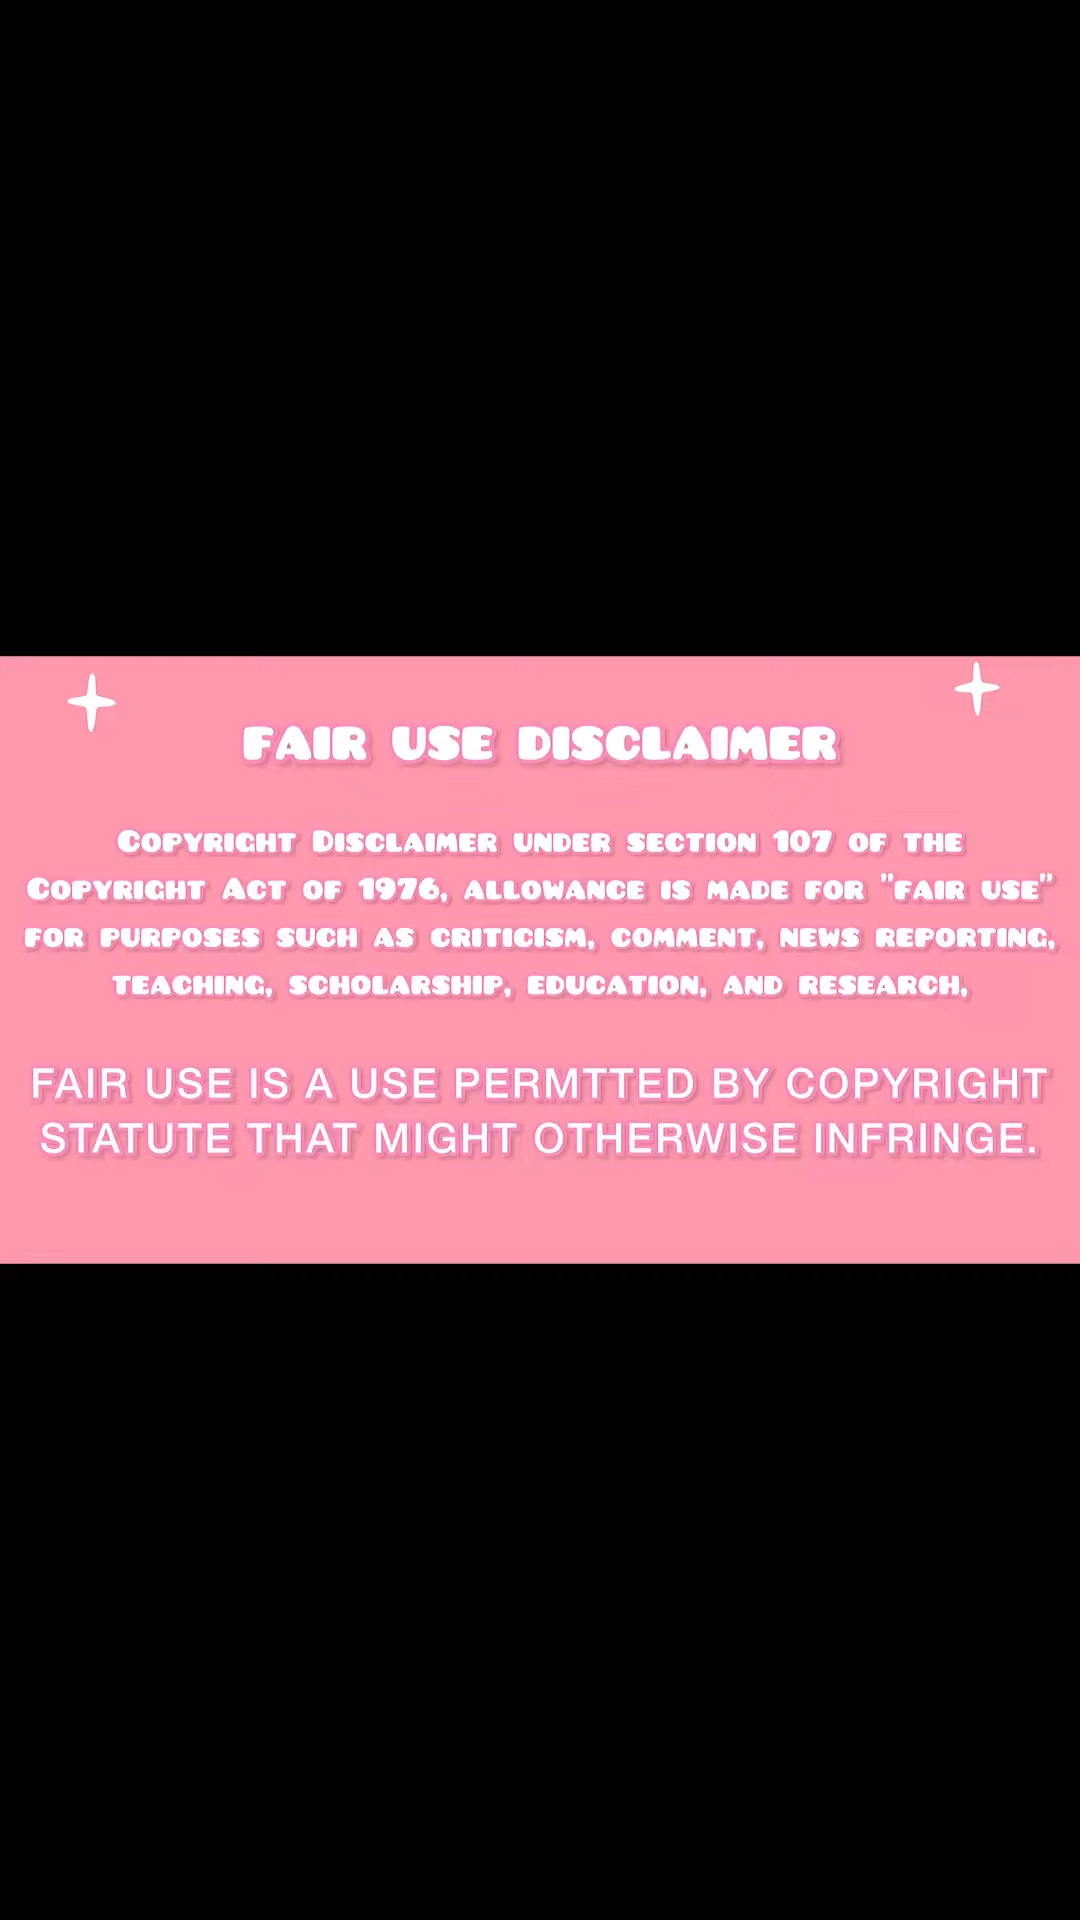 FAIR USE DISCLAIMER
Copyright Disclaimer under section 107 of the
Copyright Act of 1976, allowance is made for "fair use"
for purposes such as criticism, comment, news reporting,
teaching, scholarship, education, and research,
FAIR USE IS A USE PERMTTED BY COPYRIGHT
STATUTE THAT MIGHT OTHERWISE INFRINGE.